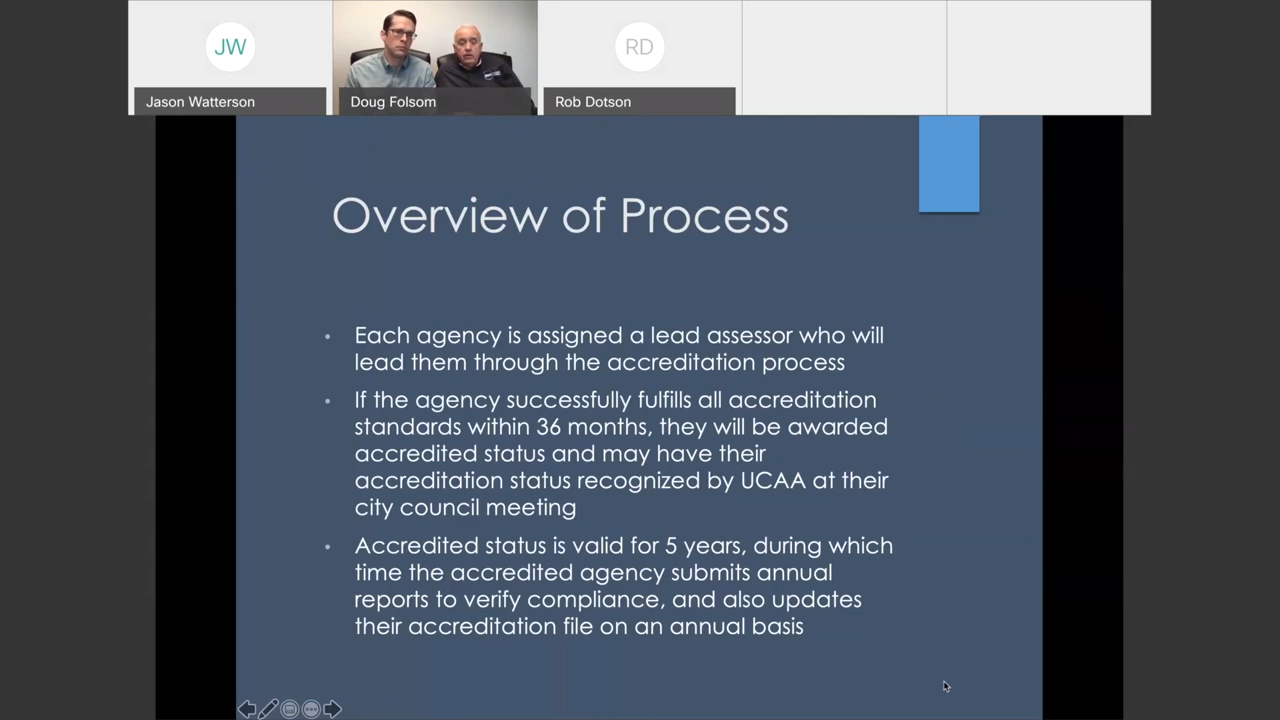 JW
RD
Jason Watterson
Doug Folsom
Rob Dotson
Overview of Process
• Each agency is assigned a lead assessor who will
lead them through the accreditation process
• If the agency successfully fulfills all accreditation
standards within 36 months, they will be awarded
accredited status and may have their
accreditation status recognized by UCAA at their
city council meeting
• Accredited status is valid for 5 years, during which
time the accredited agency submits annual
reports to verify compliance, and also updates
their accreditation file on an annual basis